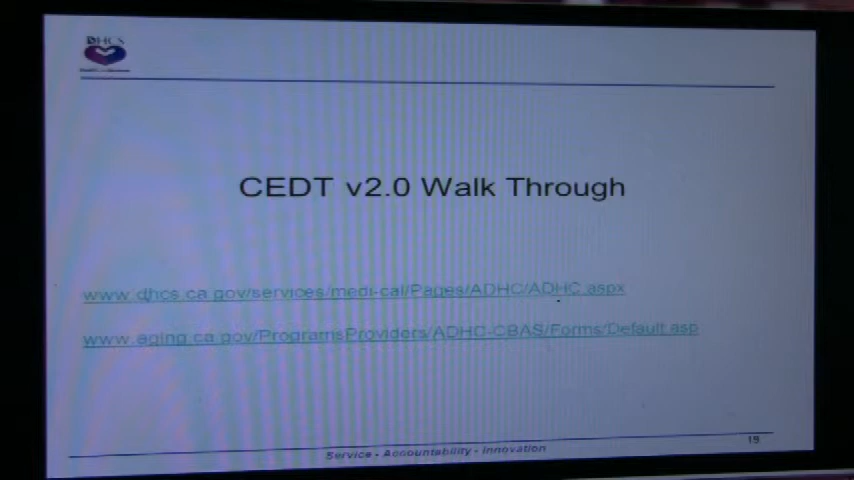 DHCS
CEDT v2.0 Walk Through
www.dhcs.ca.gov/services/medi-cal/Pages/ADHC/ADHC.aspx
www.aging.ca.gov/ProgramsProviders/ADHC-CBAS/Forms/Default.asp
Service - Accountability - Innovation